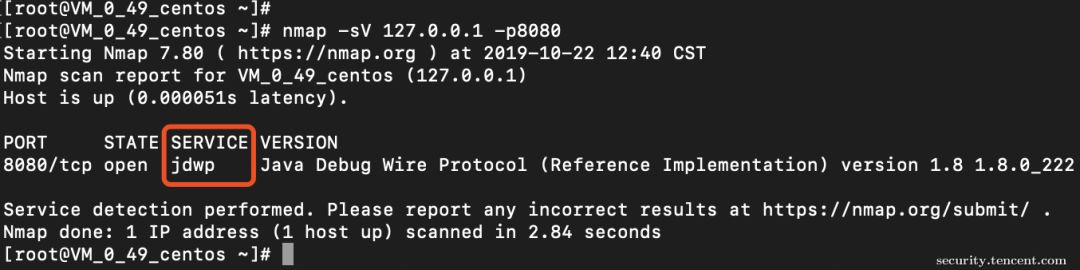 [[root@VM_0_49_centos ~]#
[[root@VM_0_49_centos ~]# nmap -sV 127.0.0.1 -p8080
Starting Nmap 7.80 ( https://nmap.org ) at 2019-10-22 12:40 CST
Nmap scan report for VM_0_49_centos (127.0.0.1)
Host is up (0.000051s latency).
PORT     STATE SERVICE VERSION
8080/tcp open  jdwp    Java Debug Wire Protocol (Reference Implementation) version 1.8 1.8.0_222
Service detection performed. Please report any incorrect results at https://nmap.org/submit/ .
Nmap done: 1 IP address (1 host up) scanned in 2.84 seconds
[root@VM_0_49_centos ~]#
security.tencent.com